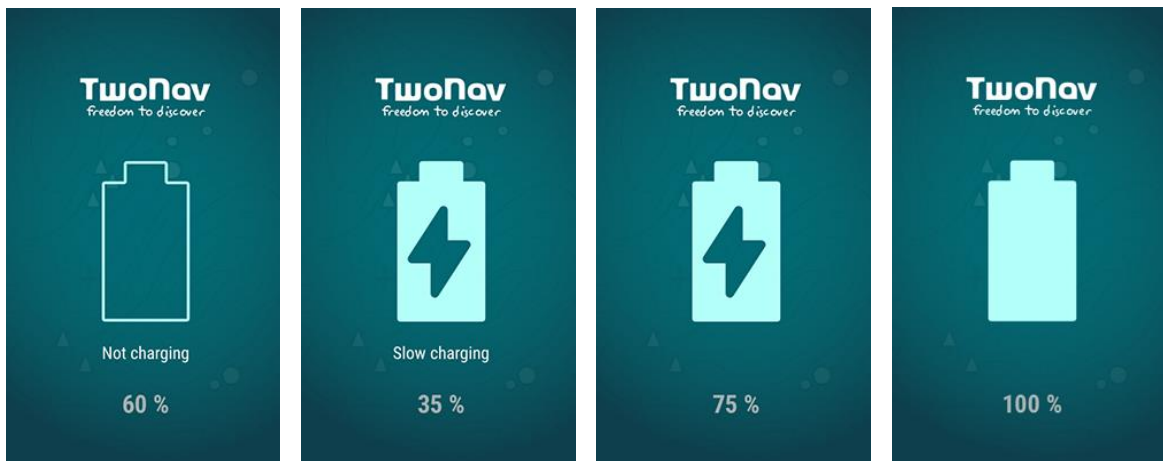 TwoNav
freedom to discover
Not charging
60 %
TwoNav
freedom to discover
Slow charging
35 %
TwoNav
freedom to discover
75 %
TwoNav
freedom to discover
100 %